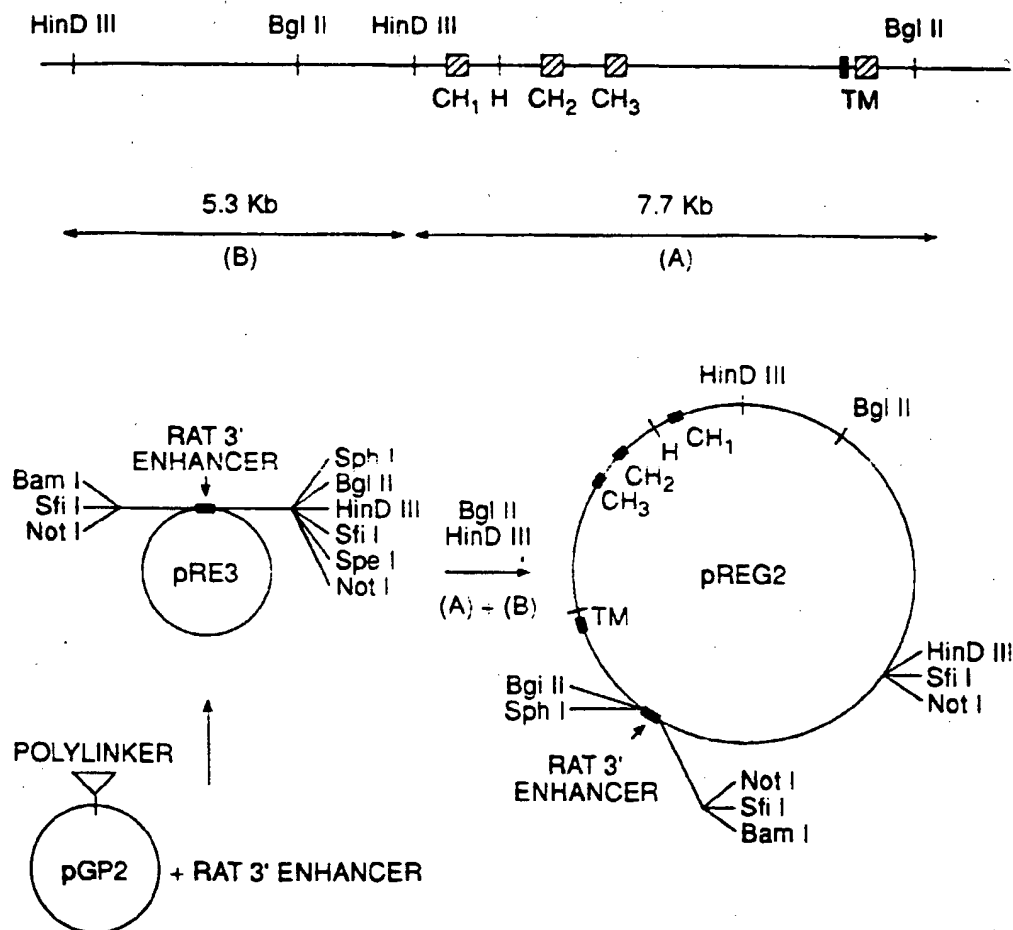 HinD III
Bgl II
HinD III
Bgl II
CH1 H CH2 CH3
TM
5.3 Kb
7.7 Kb
(B)
(A)
RAT 3'
ENHANCER
Bam I
Sfi I
Not I
Sph I
Bgl II
HinD III
Sfi I
Spe I
Not I
pRE3
Bgl II
HinD III
(A) + (B)
HinD III
Bgl II
CH1
H
CH2
CH3
pREG2
TM
Bgl II
Sph I
HinD III
Sfi I
Not I
RAT 3'
ENHANCER
Not I
Sfi I
Bam I
POLYLINKER
pGP2
+ RAT 3' ENHANCER